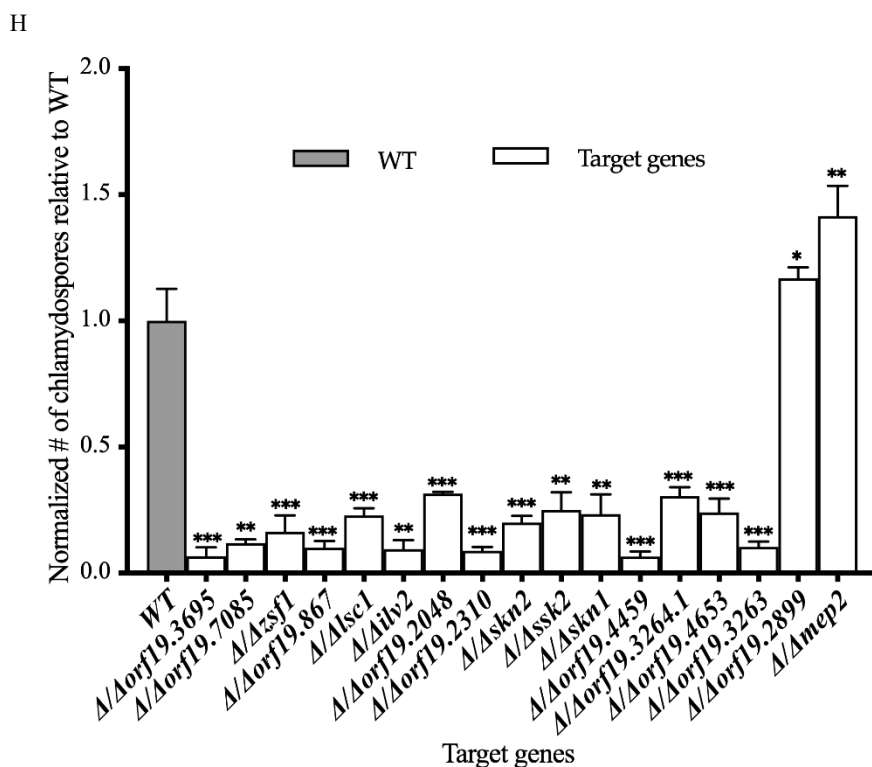 H
Normalized # of chlamydospores relative to WT
2.0
1.5
1.0
0.5
0.0
WT
Target genes
***
**
***
***
***
**
***
***
***
**
**
***
***
***
***
*
**
WT
Δ/Δorf19.3695
Δ/Δorf19.7085
Δ/Δzsf1
Δ/Δorf19.867
Δ/Δlsc1
Δ/Δilv2
Δ/Δorf19.2048
Δ/Δorf19.2310
Δ/Δskn2
Δ/Δssk2
Δ/Δskn1
Δ/Δorf19.4459
Δ/Δorf19.3264.1
Δ/Δorf19.4653
Δ/Δorf19.3263
Δ/Δorf19.2899
Δ/Δmep2
Target genes